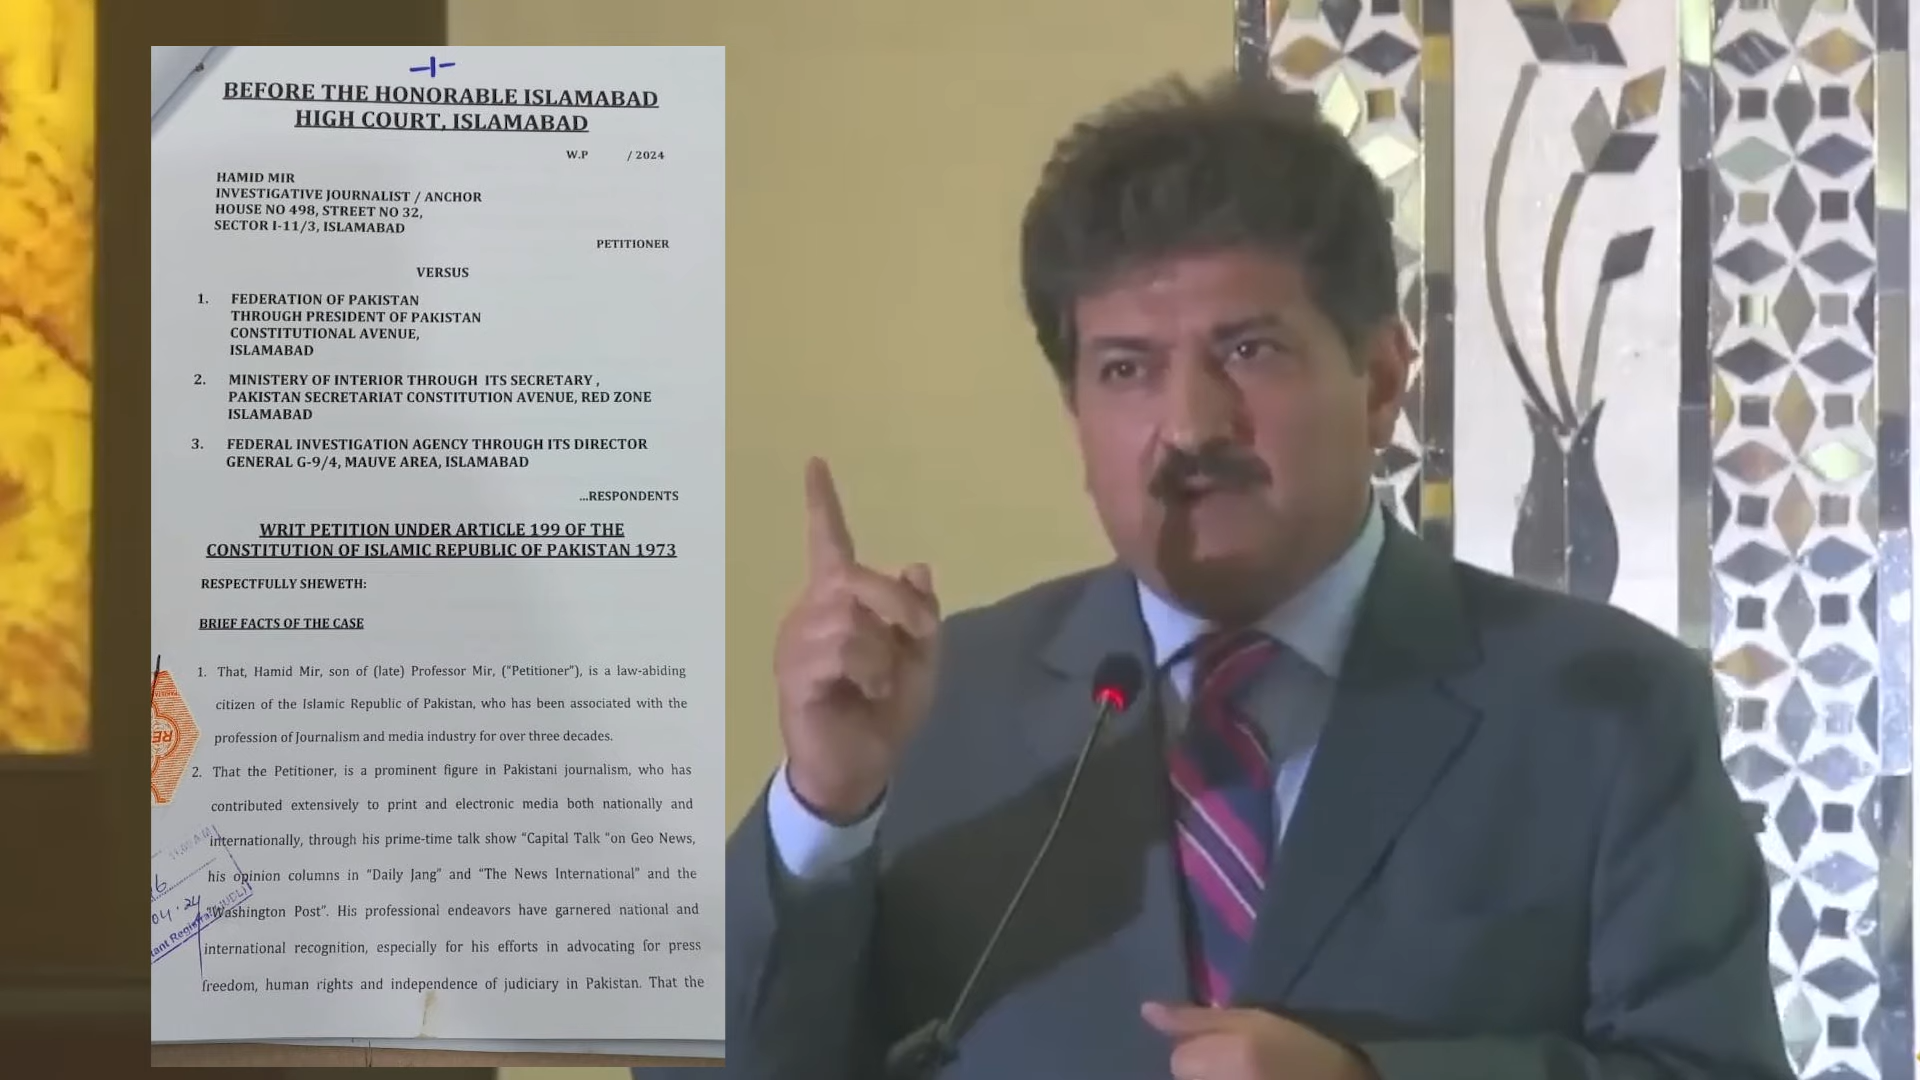 BEFORE THE HONORABLE ISLAMABAD
HIGH COURT, ISLAMABAD
W.P / 2024
HAMID MIR
INVESTIGATIVE JOURNALIST / ANCHOR
HOUSE NO 498, STREET NO 32,
SECTOR I-11/3, ISLAMABAD
PETITIONER
VERSUS
1. FEDERATION OF PAKISTAN
THROUGH PRESIDENT OF PAKISTAN
CONSTITUTIONAL AVENUE,
ISLAMABAD
2. MINISTERY OF INTERIOR THROUGH ITS SECRETARY ,
PAKISTAN SECRETARIAT CONSTITUTION AVENUE, RED ZONE
ISLAMABAD
3. FEDERAL INVESTIGATION AGENCY THROUGH ITS DIRECTOR
GENERAL G-9/4, MAUVE AREA, ISLAMABAD
...RESPONDENTS
WRIT PETITION UNDER ARTICLE 199 OF THE
CONSTITUTION OF ISLAMIC REPUBLIC OF PAKISTAN 1973
RESPECTFULLY SHEWETH:
BRIEF FACTS OF THE CASE
1. That, Hamid Mir, son of (late) Professor Mir, ("Petitioner"), is a law-abiding
citizen of the Islamic Republic of Pakistan, who has been associated with the
profession of Journalism and media industry for over three decades.
2. That the Petitioner, is a prominent figure in Pakistani journalism, who has
contributed extensively to print and electronic media both nationally and
internationally, through his prime-time talk show "Capital Talk "on Geo News,
his opinion columns in "Daily Jang" and "The News International" and the
"Washington Post". His professional endeavors have garnered national and
international recognition, especially for his efforts in advocating for press
freedom, human rights and independence of judiciary in Pakistan. That the
04.24